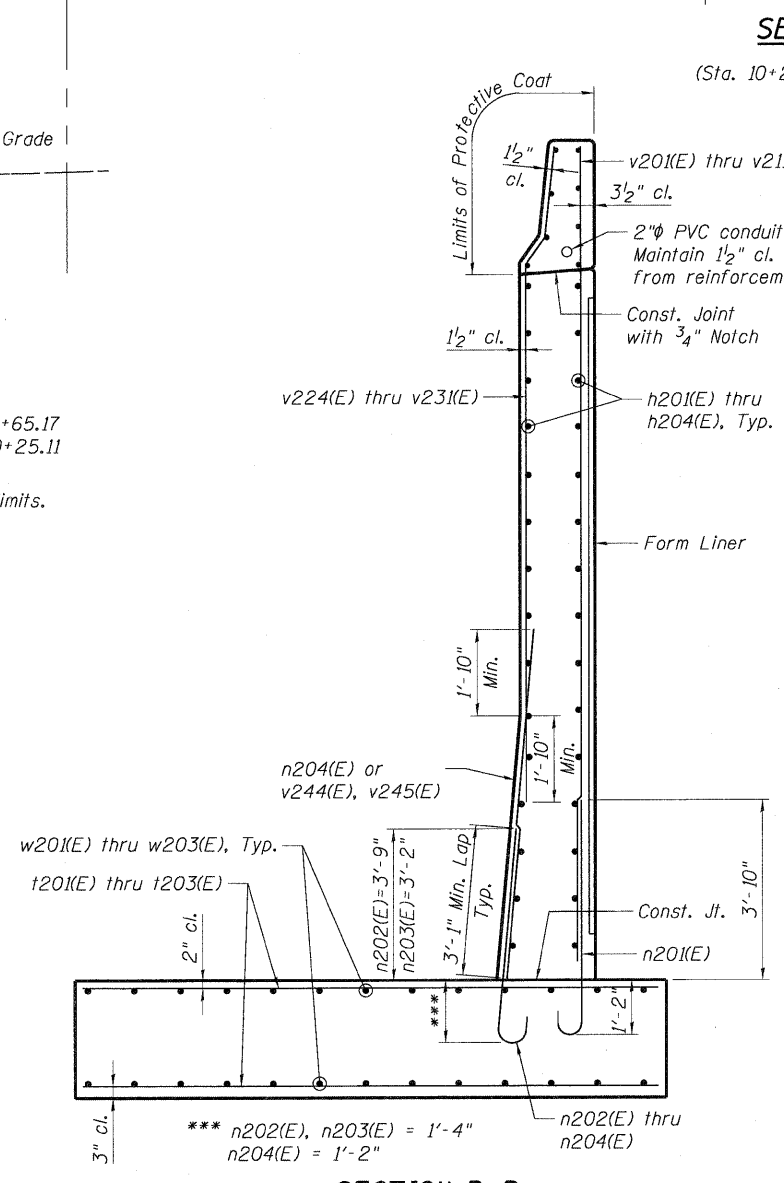 SE
(Sta. 10+2
Limits of Protective Coat
Grade
1½"
cl.
v201(E) thru v21
3½" cl.
2"ϕ PVC conduit
Maintain 1½" cl.
from reinforcem
Const. Joint
with ¾" Notch
1½" cl.
v224(E) thru v231(E)
h201(E) thru
h204(E), Typ.
+65.17
+25.11
imits.
Form Liner
1'-10"
Min.
1'-10"
Min.
n204(E) or
v244(E), v245(E)
w201(E) thru w203(E), Typ.
t201(E) thru t203(E)
n202(E)=3'-9"
n203(E)=3'-2"
3'-1" Min. Lap
Typ.
3'-10"
Const. Jt.
n201(E)
2" cl.
***
1'-2"
n202(E) thru
n204(E)
3" cl.
*** n202(E), n203(E) = 1'-4"
n204(E) = 1'-2"